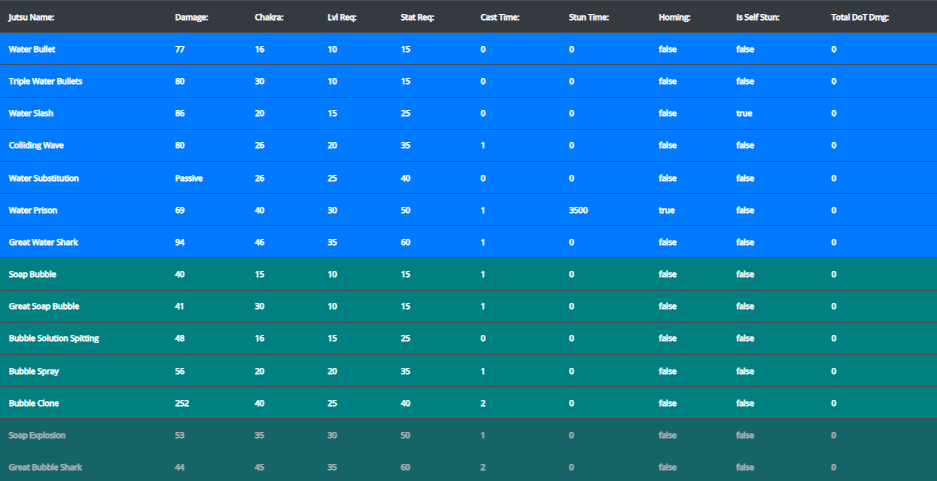 Jutsu Name: Damage: Chakra: Lvl Req: Stat Req: Cast Time: Stun Time: Homing: Is Self Stun: Total DoT Dmg:
Water Bullet 77 16 10 15 0 0 false false 0
Triple Water Bullets 80 30 10 15 0 0 false false 0
Water Slash 86 20 15 25 0 0 false true 0
Colliding Wave 80 26 20 35 1 0 false false 0
Water Substitution Passive 26 25 40 0 0 false false 0
Water Prison 69 40 30 50 1 3500 true false 0
Great Water Shark 94 46 35 60 1 0 false false 0
Soap Bubble 40 15 10 15 1 0 false false 0
Great Soap Bubble 41 30 10 15 1 0 false false 0
Bubble Solution Spitting 48 16 15 25 0 0 false false 0
Bubble Spray 56 20 20 35 1 0 false false 0
Bubble Clone 252 40 25 40 2 0 false false 0
Soap Explosion 53 35 30 50 1 0 false false 0
Great Bubble Shark 44 45 35 60 2 0 false false 0